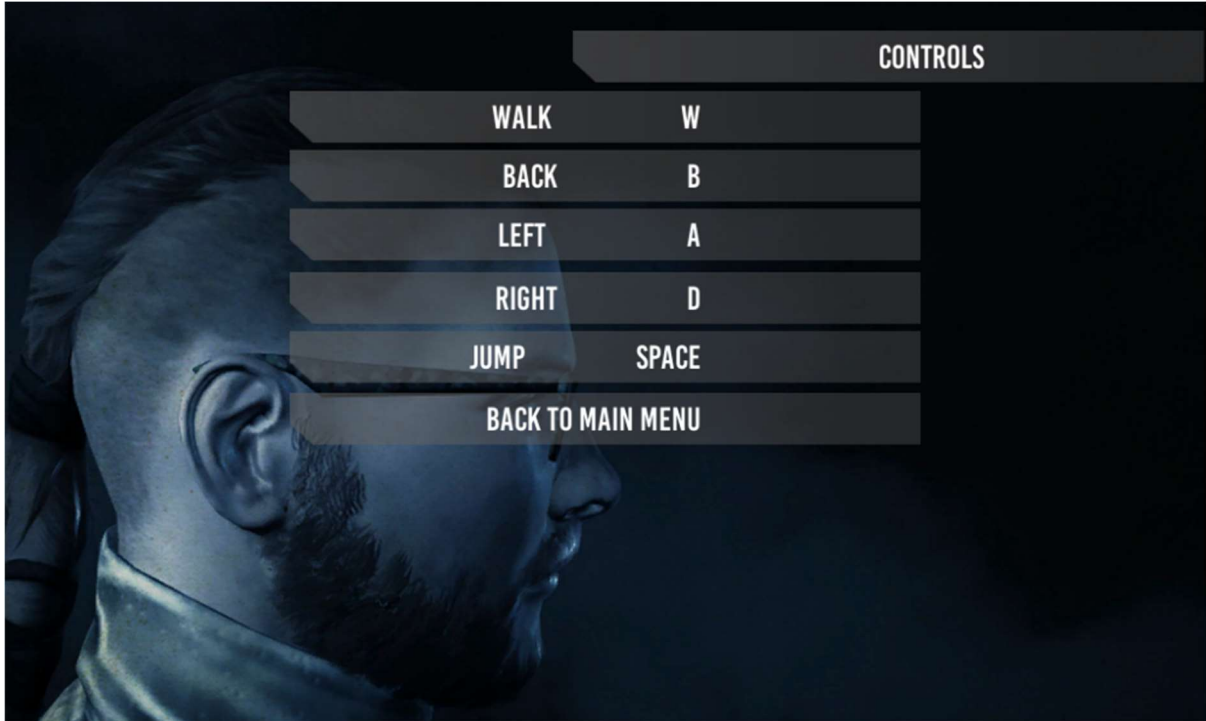 CONTROLS
WALK W
BACK B
LEFT A
RIGHT D
JUMP SPACE
BACK TO MAIN MENU